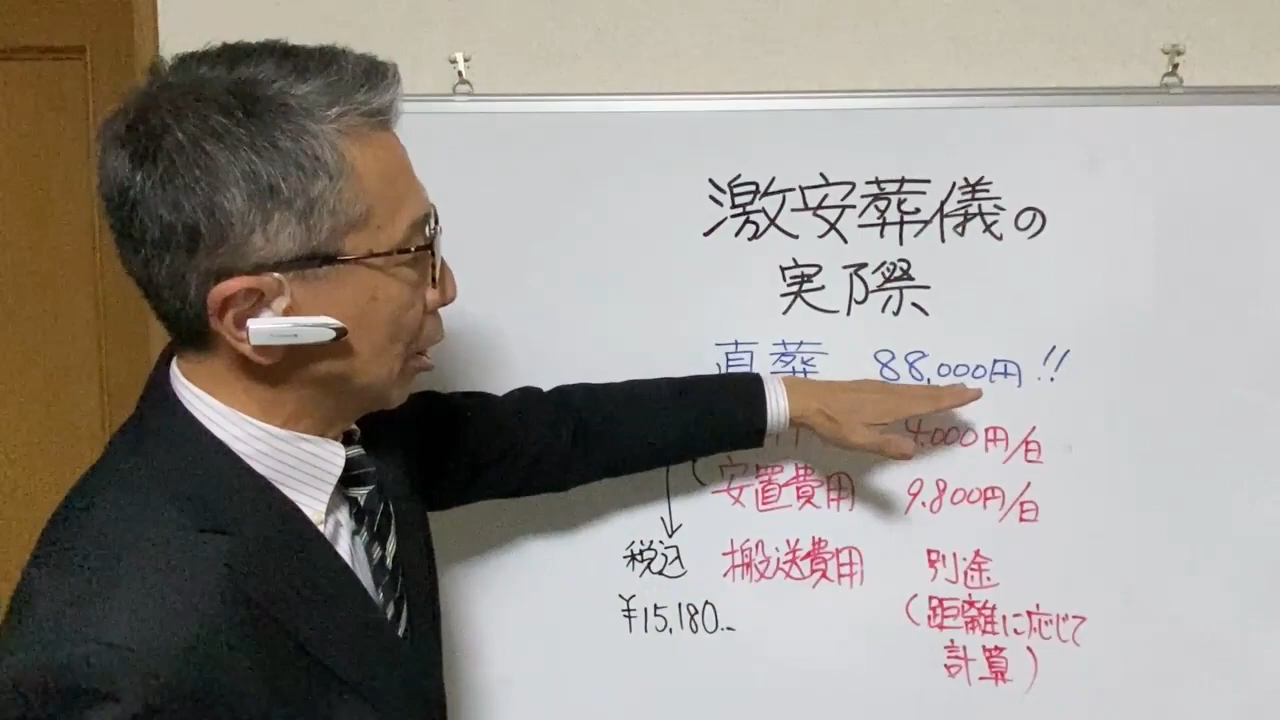 激安葬儀の
実際
直葬 88,000円!!
4.000円/日
安置費用 9.800円/日
税込 搬送費用 別途
¥15,180.- (距離に応じて
計算)